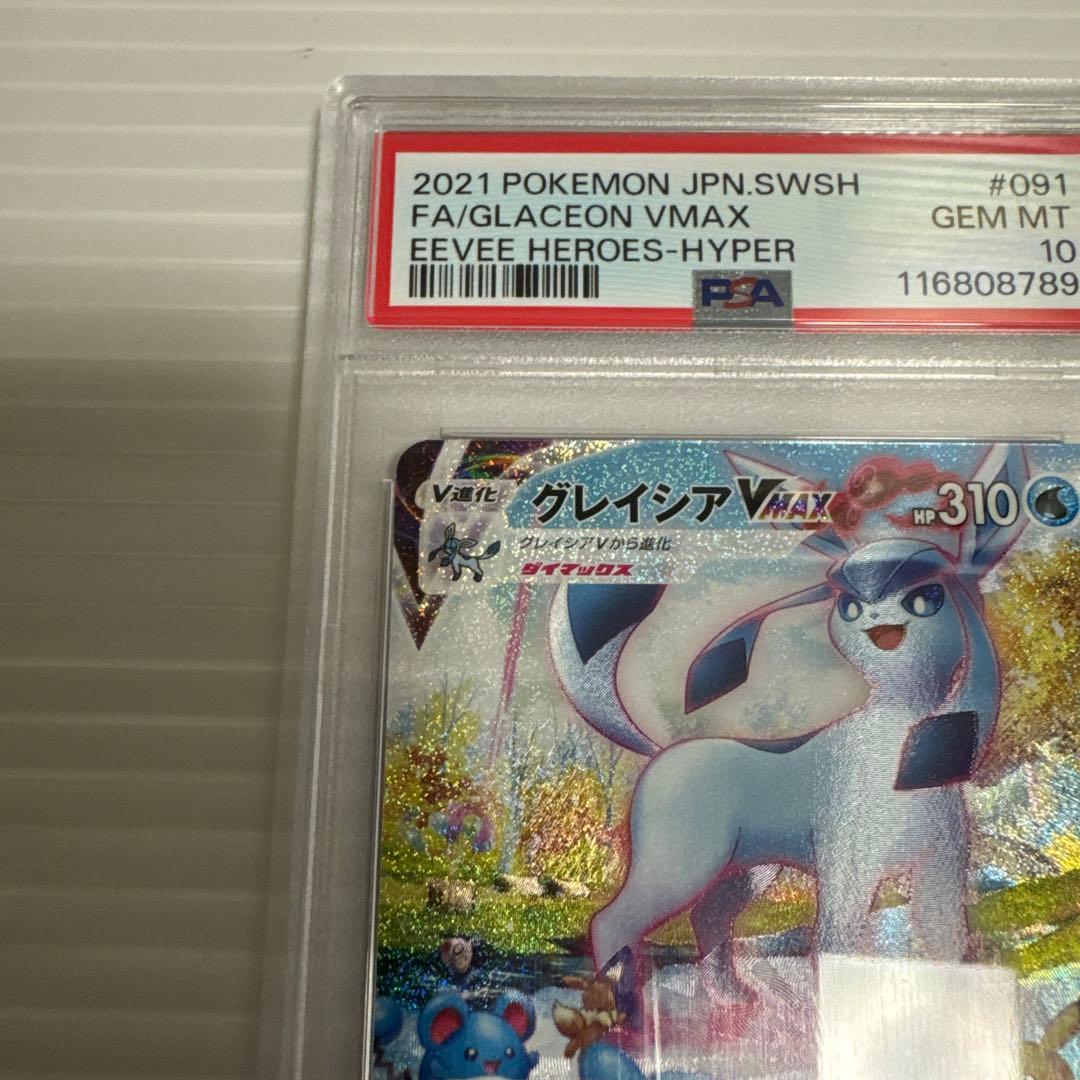 2021 POKEMON JPN.SWSH #091
FA/GLACEON VMAX GEM MT
EEVEE HEROES-HYPER 10
PSA 116808789
V進化 グレイシアVMAX HP310
グレイシアVから進化
ダイマックス